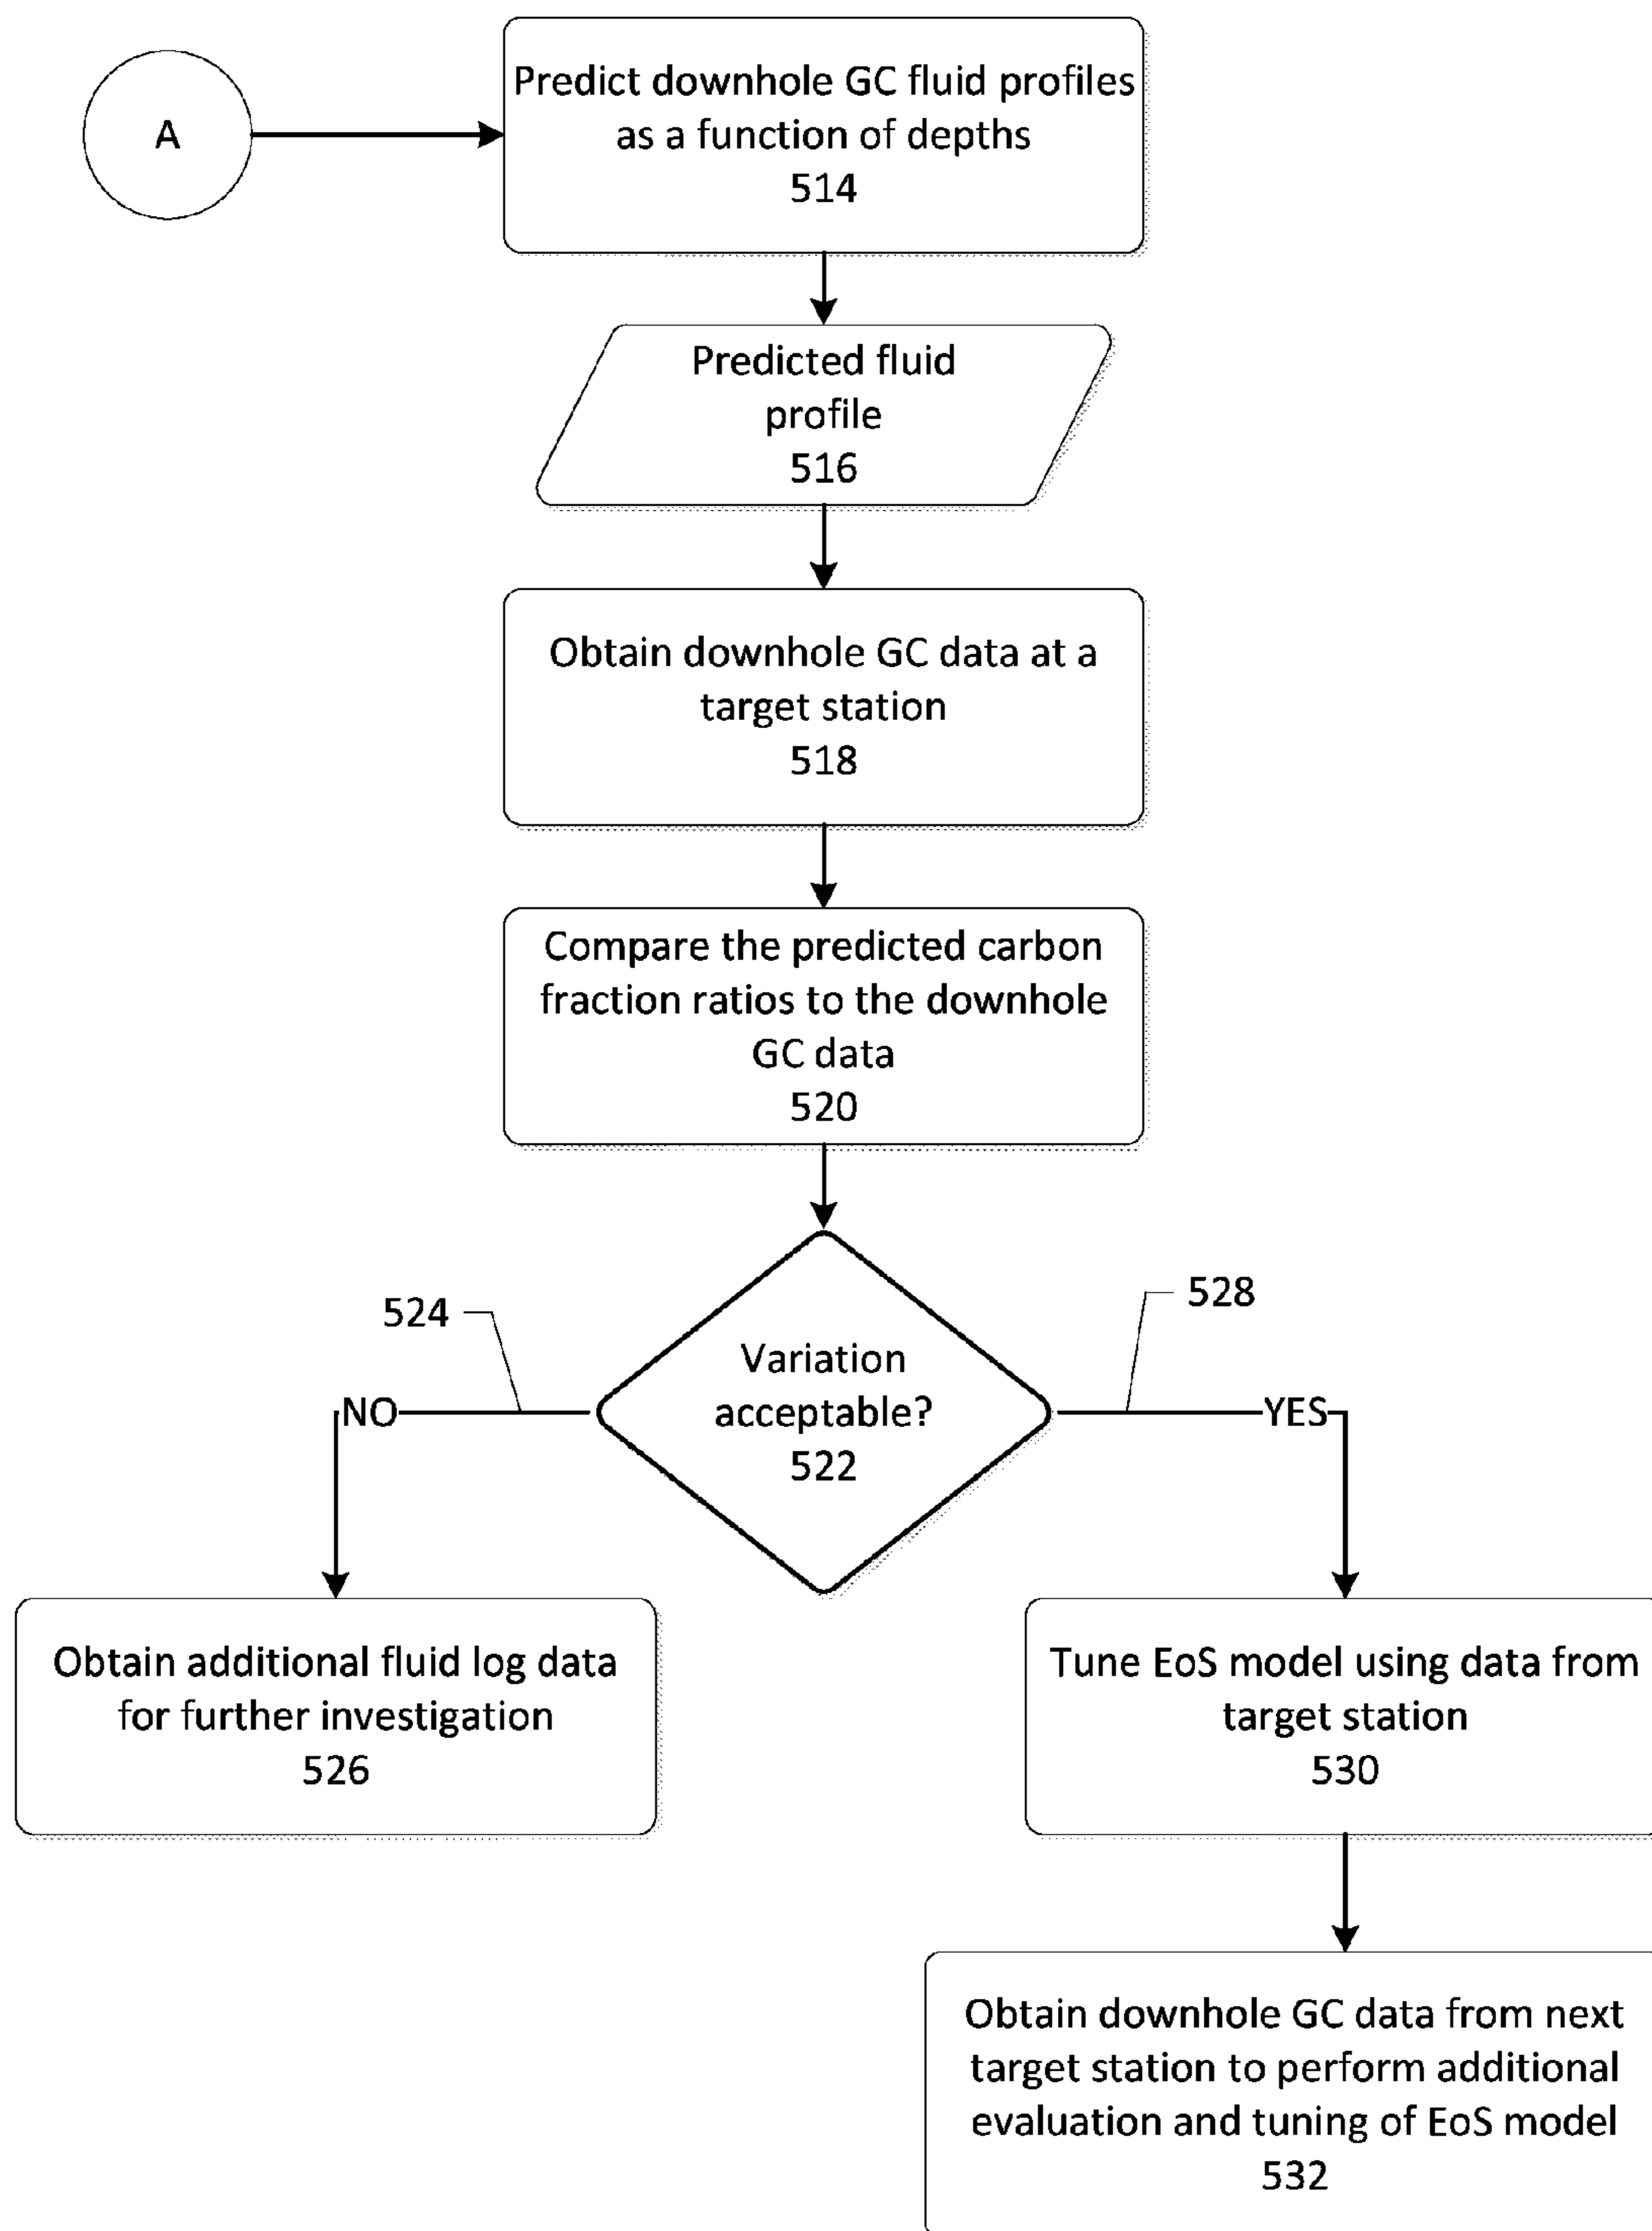 A
Predict downhole GC fluid profiles
as a function of depths
514
Predicted fluid
profile
516
Obtain downhole GC data at a
target station
518
Compare the predicted carbon
fraction ratios to the downhole
GC data
520
524
528
Variation
acceptable?
522
NO
YES
Obtain additional fluid log data
for further investigation
526
Tune EoS model using data from
target station
530
Obtain downhole GC data from next
target station to perform additional
evaluation and tuning of EoS model
532